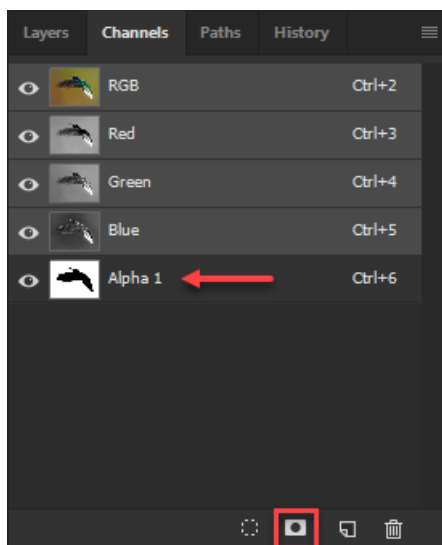 Layers Channels Paths History
RGB Ctrl+2
Red Ctrl+3
Green Ctrl+4
Blue Ctrl+5
Alpha 1 Ctrl+6